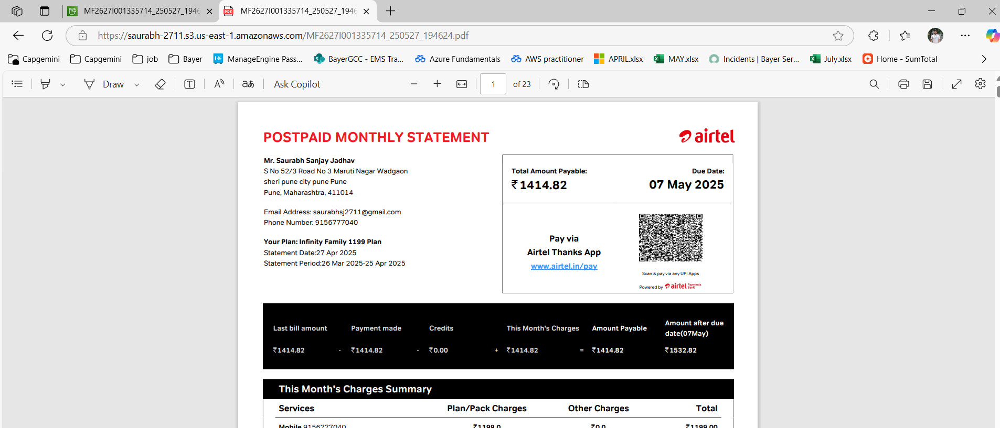 MF2627I001335714_250527_1946
MF2627I001335714_250527_1946
https://saurabh-2711.s3.us-east-1.amazonaws.com/MF2627I001335714_250527_194624.pdf
Capgemini
Capgemini
job
Bayer
ManageEngine Pass...
BayerGCC - EMS Tra...
Azure Fundamentals
AWS practitioner
APRIL.xlsx
MAY.xlsx
Incidents | Bayer Ser...
July.xlsx
Home - SumTotal
Draw
Ask Copilot
1 of 23
POSTPAID MONTHLY STATEMENT
airtel
Mr. Saurabh Sanjay Jadhav
S No 52/3 Road No 3 Maruti Nagar Wadgaon
sheri pune city pune Pune
Pune, Maharashtra, 411014
Email Address: saurabhsj2711@gmail.com
Phone Number: 9156777040
Your Plan: Infinity Family 1199 Plan
Statement Date:27 Apr 2025
Statement Period:26 Mar 2025-25 Apr 2025
Total Amount Payable:
₹1414.82
Due Date:
07 May 2025
Pay via
Airtel Thanks App
www.airtel.in/pay
Scan & pay via any UPI Apps
Powered by airtel Payments Bank
Last bill amount Payment made Credits This Month's Charges Amount Payable Amount after due
date(07May)
₹1414.82 - ₹1414.82 - ₹0.00 + ₹1414.82 = ₹1414.82 ₹1532.82
This Month's Charges Summary
Services Plan/Pack Charges Other Charges Total
Mobile 9156777040 ₹1199.0 ₹0.0 ₹1199.00